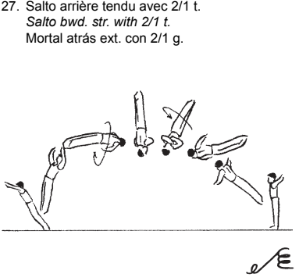 27. Salto arrière tendu avec 2/1 t.
Salto bwd. str. with 2/1 t.
Mortal atrás ext. con 2/1 g.